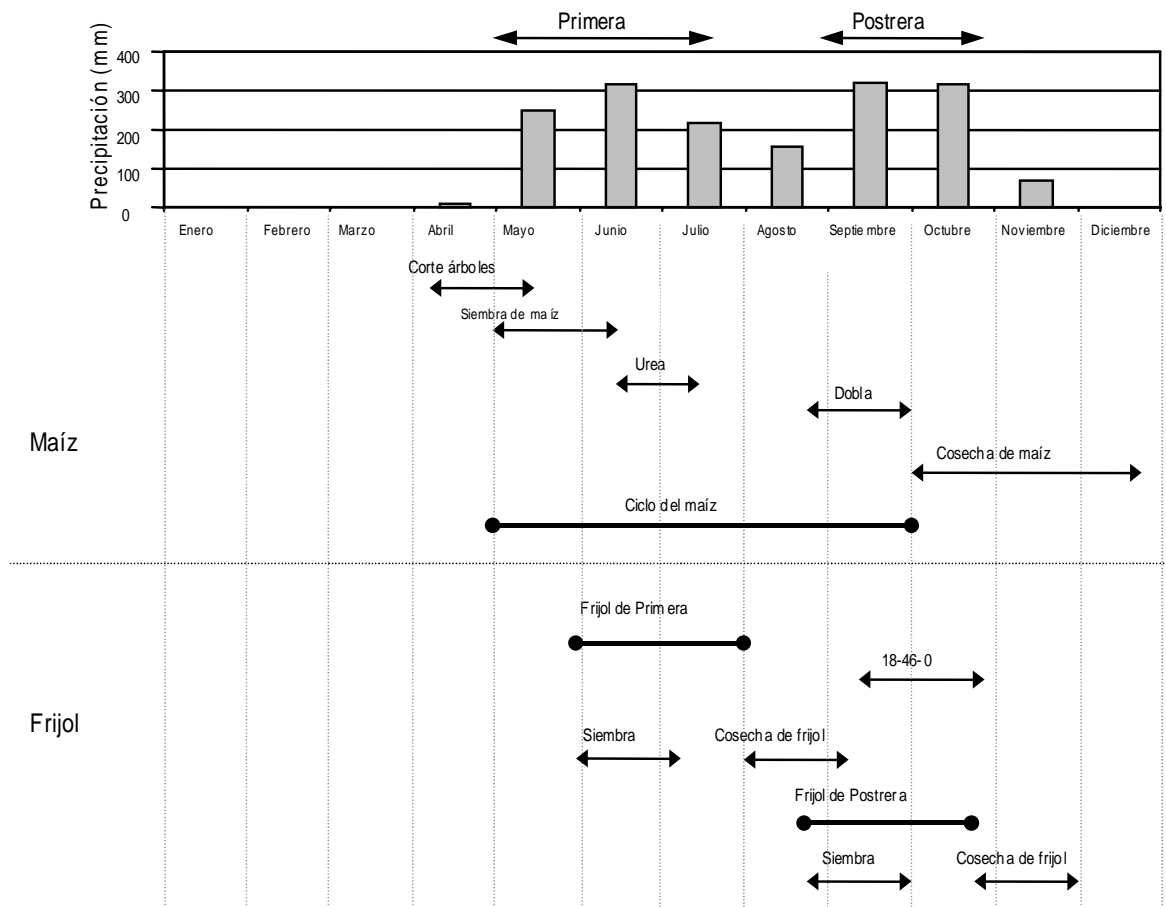 Primera
Postrera
Precipitación (mm)
400
300
200
100
0
Enero
Febrero
Marzo
Abril
Mayo
Junio
Julio
Agosto
Septiembre
Octubre
Noviembre
Diciembre
Corte árboles
Siembra de maíz
Urea
Dobla
Maíz
Cosecha de maíz
Ciclo del maíz
Frijol de Primera
18-46-0
Frijol
Siembra
Cosecha de frijol
Frijol de Postrera
Siembra
Cosecha de frijol